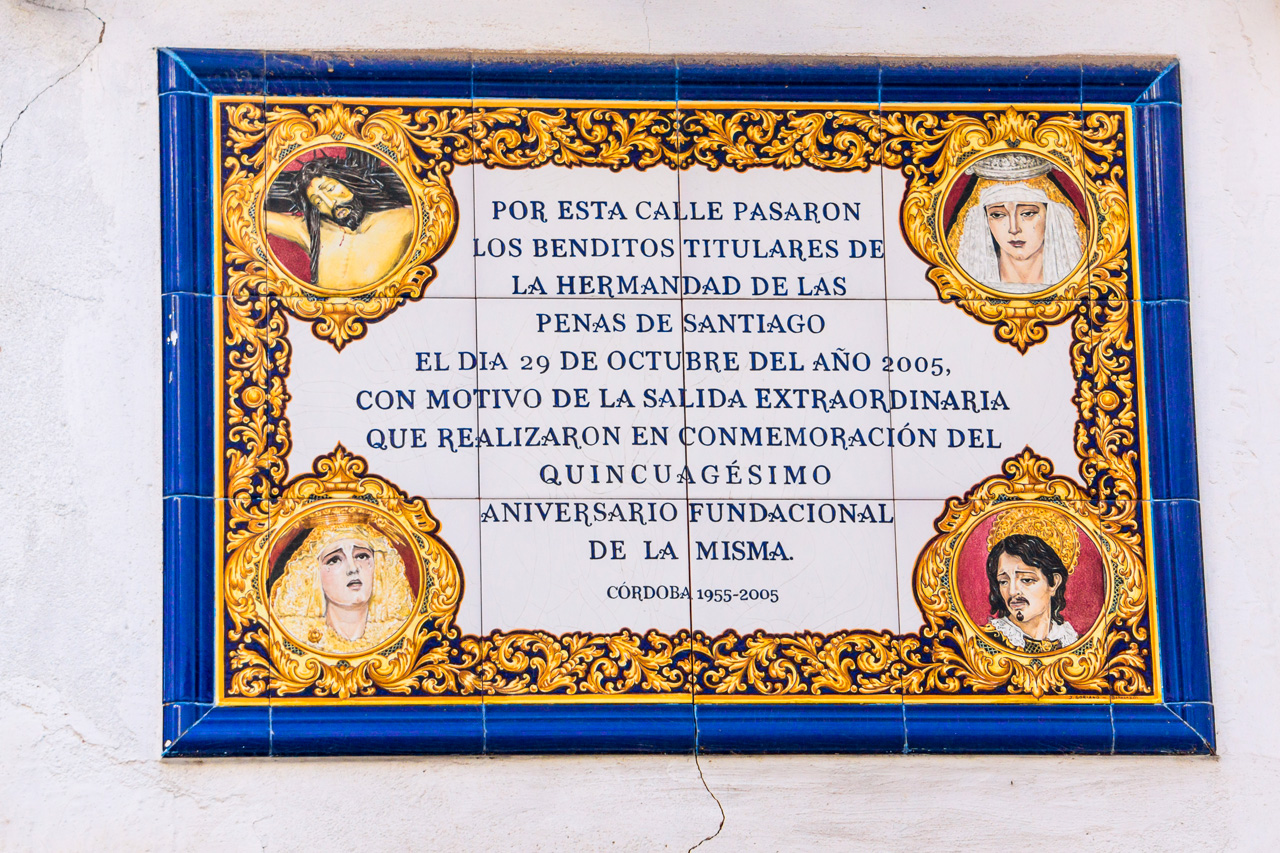 POR ESTA CALLE PASARON
LOS BENDITOS TITULARES DE
LA HERMANDAD DE LAS
PENAS DE SANTIAGO
EL DIA 29 DE OCTUBRE DEL AÑO 2005,
CON MOTIVO DE LA SALIDA EXTRAORDINARIA
QUE REALIZARON EN CONMEMORACIÓN DEL
QUINCUAGÉSIMO
ANIVERSARIO FUNDACIONAL
DE LA MISMA.
CÓRDOBA 1955-2005